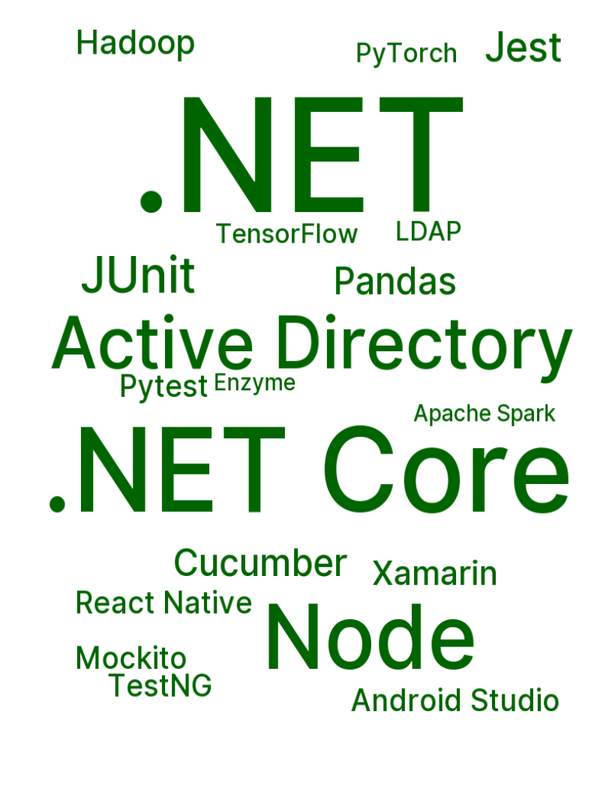 Hadoop
PyTorch
Jest
.NET
TensorFlow
LDAP
JUnit
Pandas
Active Directory
Pytest
Enzyme
Apache Spark
.NET Core
Cucumber
Xamarin
React Native
Node
Mockito
TestNG
Android Studio